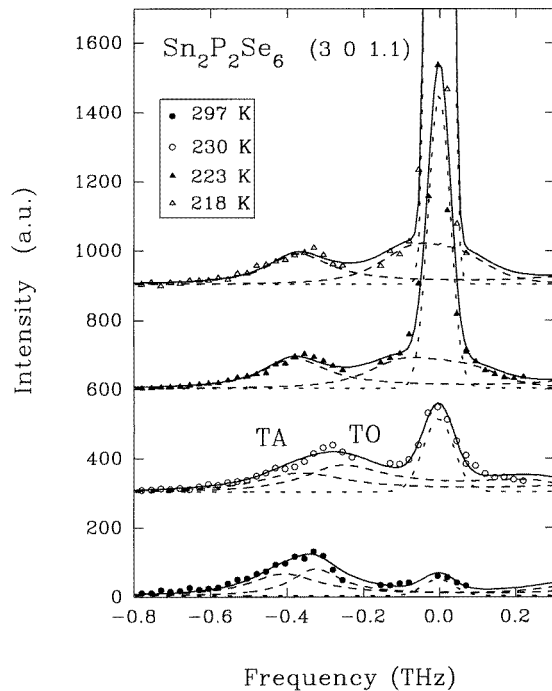 Sn2P2Se6 (3 0 1.1)
297 K
230 K
223 K
218 K
1600
1400
1200
1000
800
600
400
200
0
Intensity (a.u.)
TA TO
−0.8 −0.6 −0.4 −0.2 0.0 0.2
Frequency (THz)